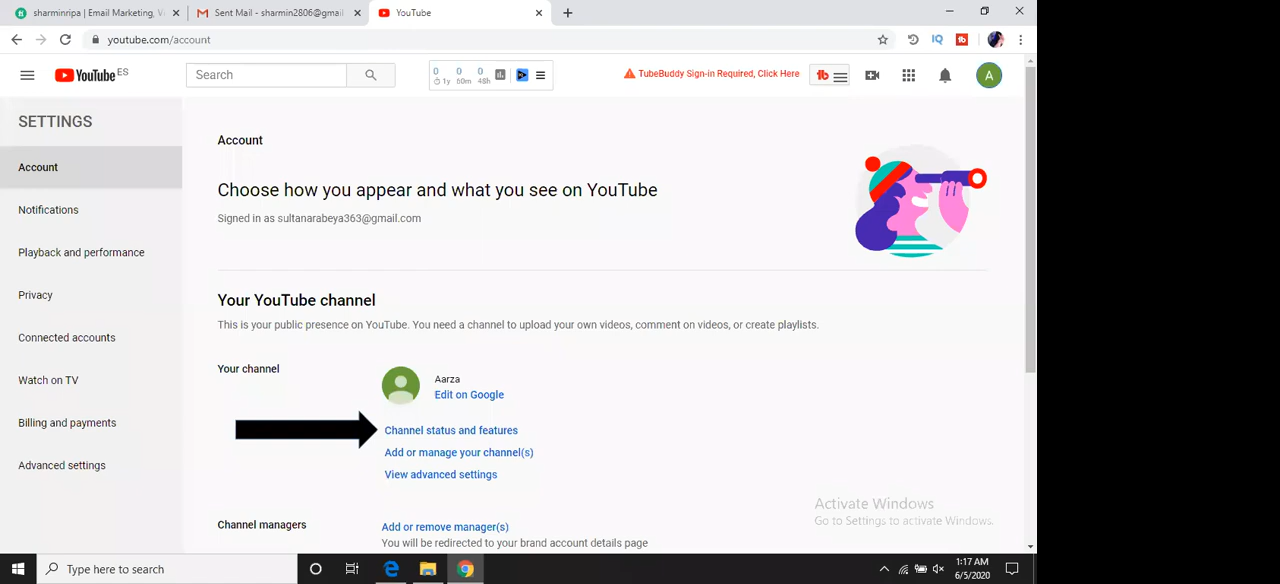 sharminripa | Email Marketing, V
Sent Mail - sharmin2806@gmail
YouTube
youtube.com/account
YouTube ES
Search
0 0 0
1y 60m 48h
TubeBuddy Sign-in Required, Click Here
tb
A
SETTINGS
Account
Notifications
Playback and performance
Privacy
Connected accounts
Watch on TV
Billing and payments
Advanced settings
Account
Choose how you appear and what you see on YouTube
Signed in as sultanarabeya363@gmail.com
Your YouTube channel
This is your public presence on YouTube. You need a channel to upload your own videos, comment on videos, or create playlists.
Your channel
Aarza
Edit on Google
Channel status and features
Add or manage your channel(s)
View advanced settings
Channel managers
Add or remove manager(s)
You will be redirected to your brand account details page
Activate Windows
Go to Settings to activate Windows.
Type here to search
1:17 AM
6/5/2020